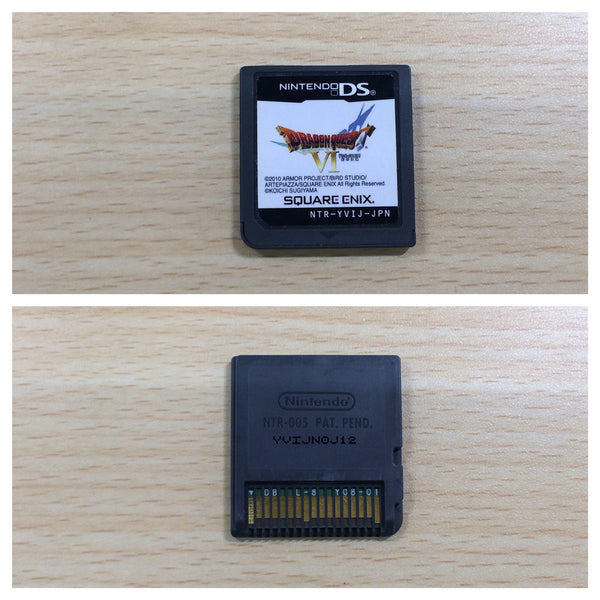 NINTENDO DS®
DRAGON QUEST
VI
©2010 ARMOR PROJECT/BIRD STUDIO/
ARTEPIAZZA/SQUARE ENIX All Rights Reserved.
©KOICHI SUGIYAMA
SQUARE ENIX.
NTR-YVIJ-JPN
Nintendo
NTR-005 PAT. PEND.
YVIJN0J12
▼ D8 L-8 Y08-01